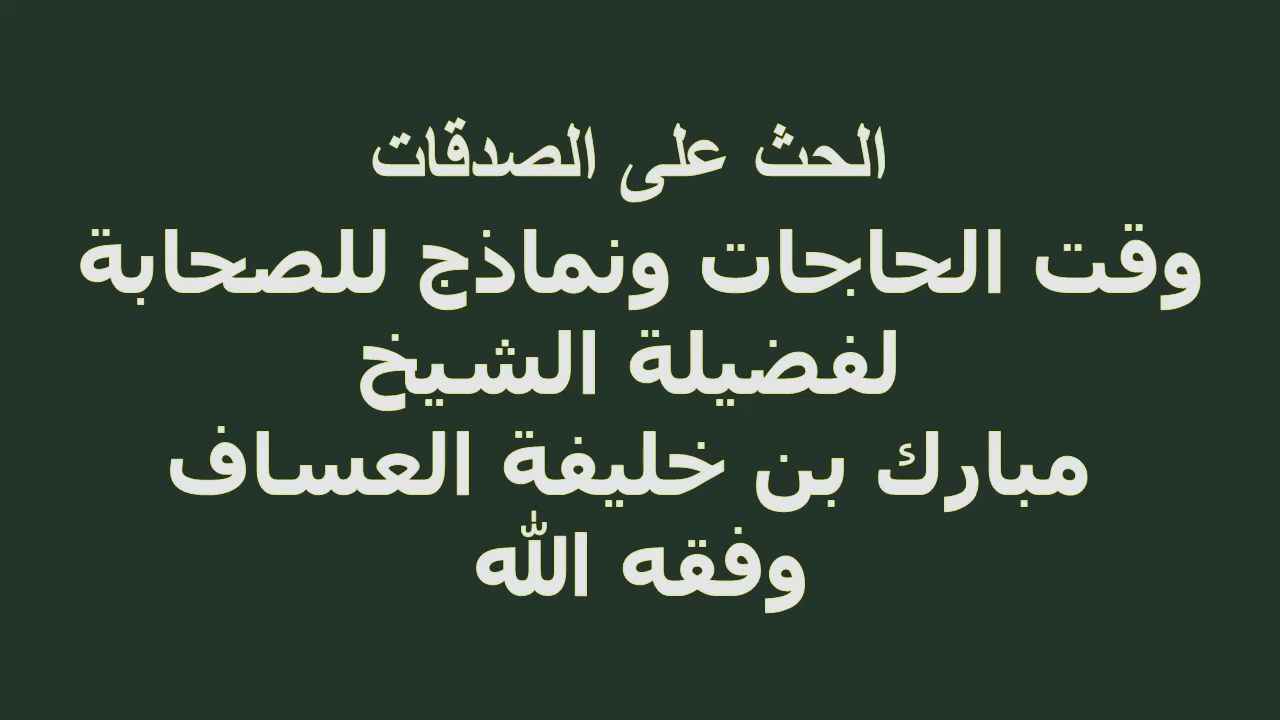 الحث على الصدقات
وقت الحاجات ونماذج للصحابة
لفضيلة الشيخ
مبارك بن خليفة العساف
وفقه الله